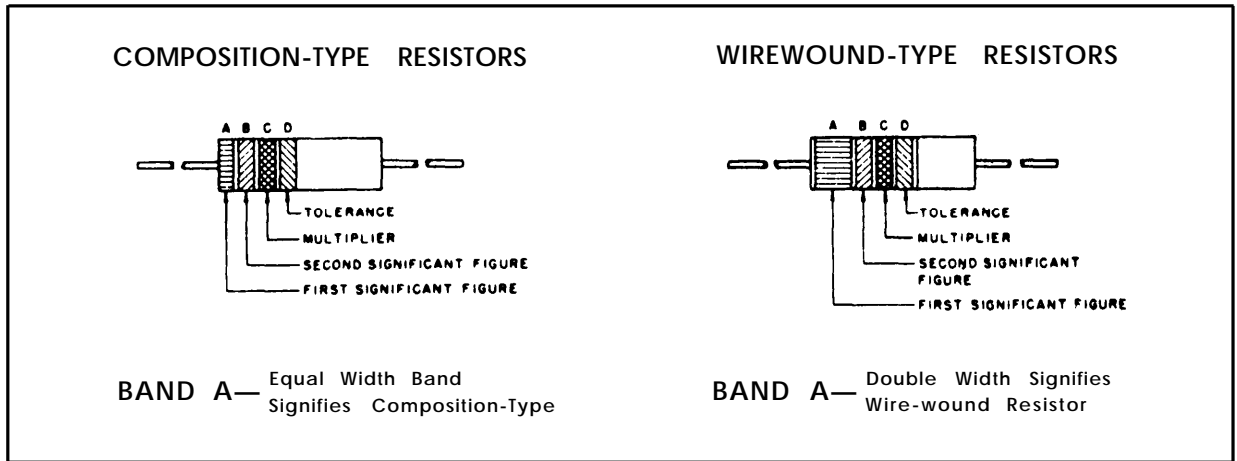 COMPOSITION-TYPE RESISTORS
A B C D
TOLERANCE
MULTIPLIER
SECOND SIGNIFICANT FIGURE
FIRST SIGNIFICANT FIGURE
BAND A— Equal Width Band
Signifies Composition-Type
WIREWOUND-TYPE RESISTORS
A B C D
TOLERANCE
MULTIPLIER
SECOND SIGNIFICANT
FIGURE
FIRST SIGNIFICANT FIGURE
BAND A— Double Width Signifies
Wire-wound Resistor